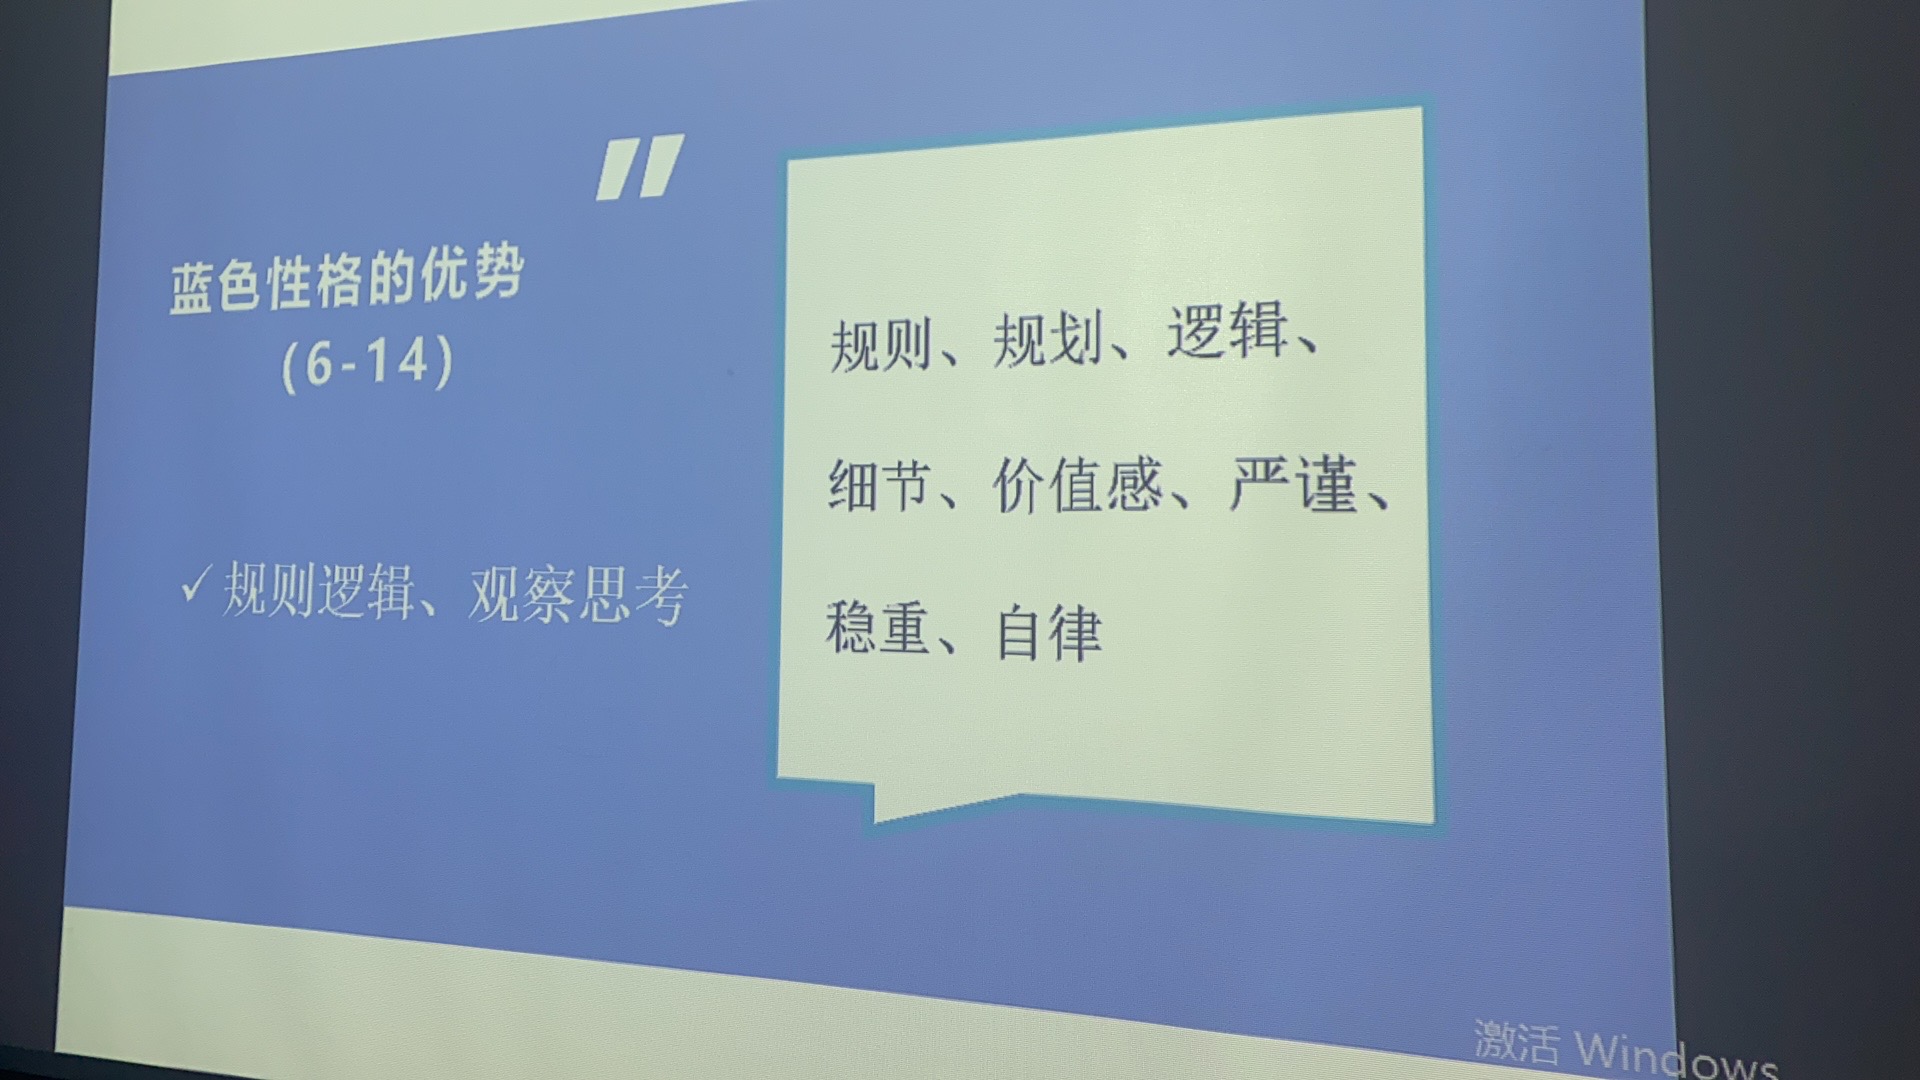 蓝色性格的优势
(6-14)
✓规则逻辑、观察思考
规则、规划、逻辑、
细节、价值感、严谨、
稳重、自律
激活 Windows